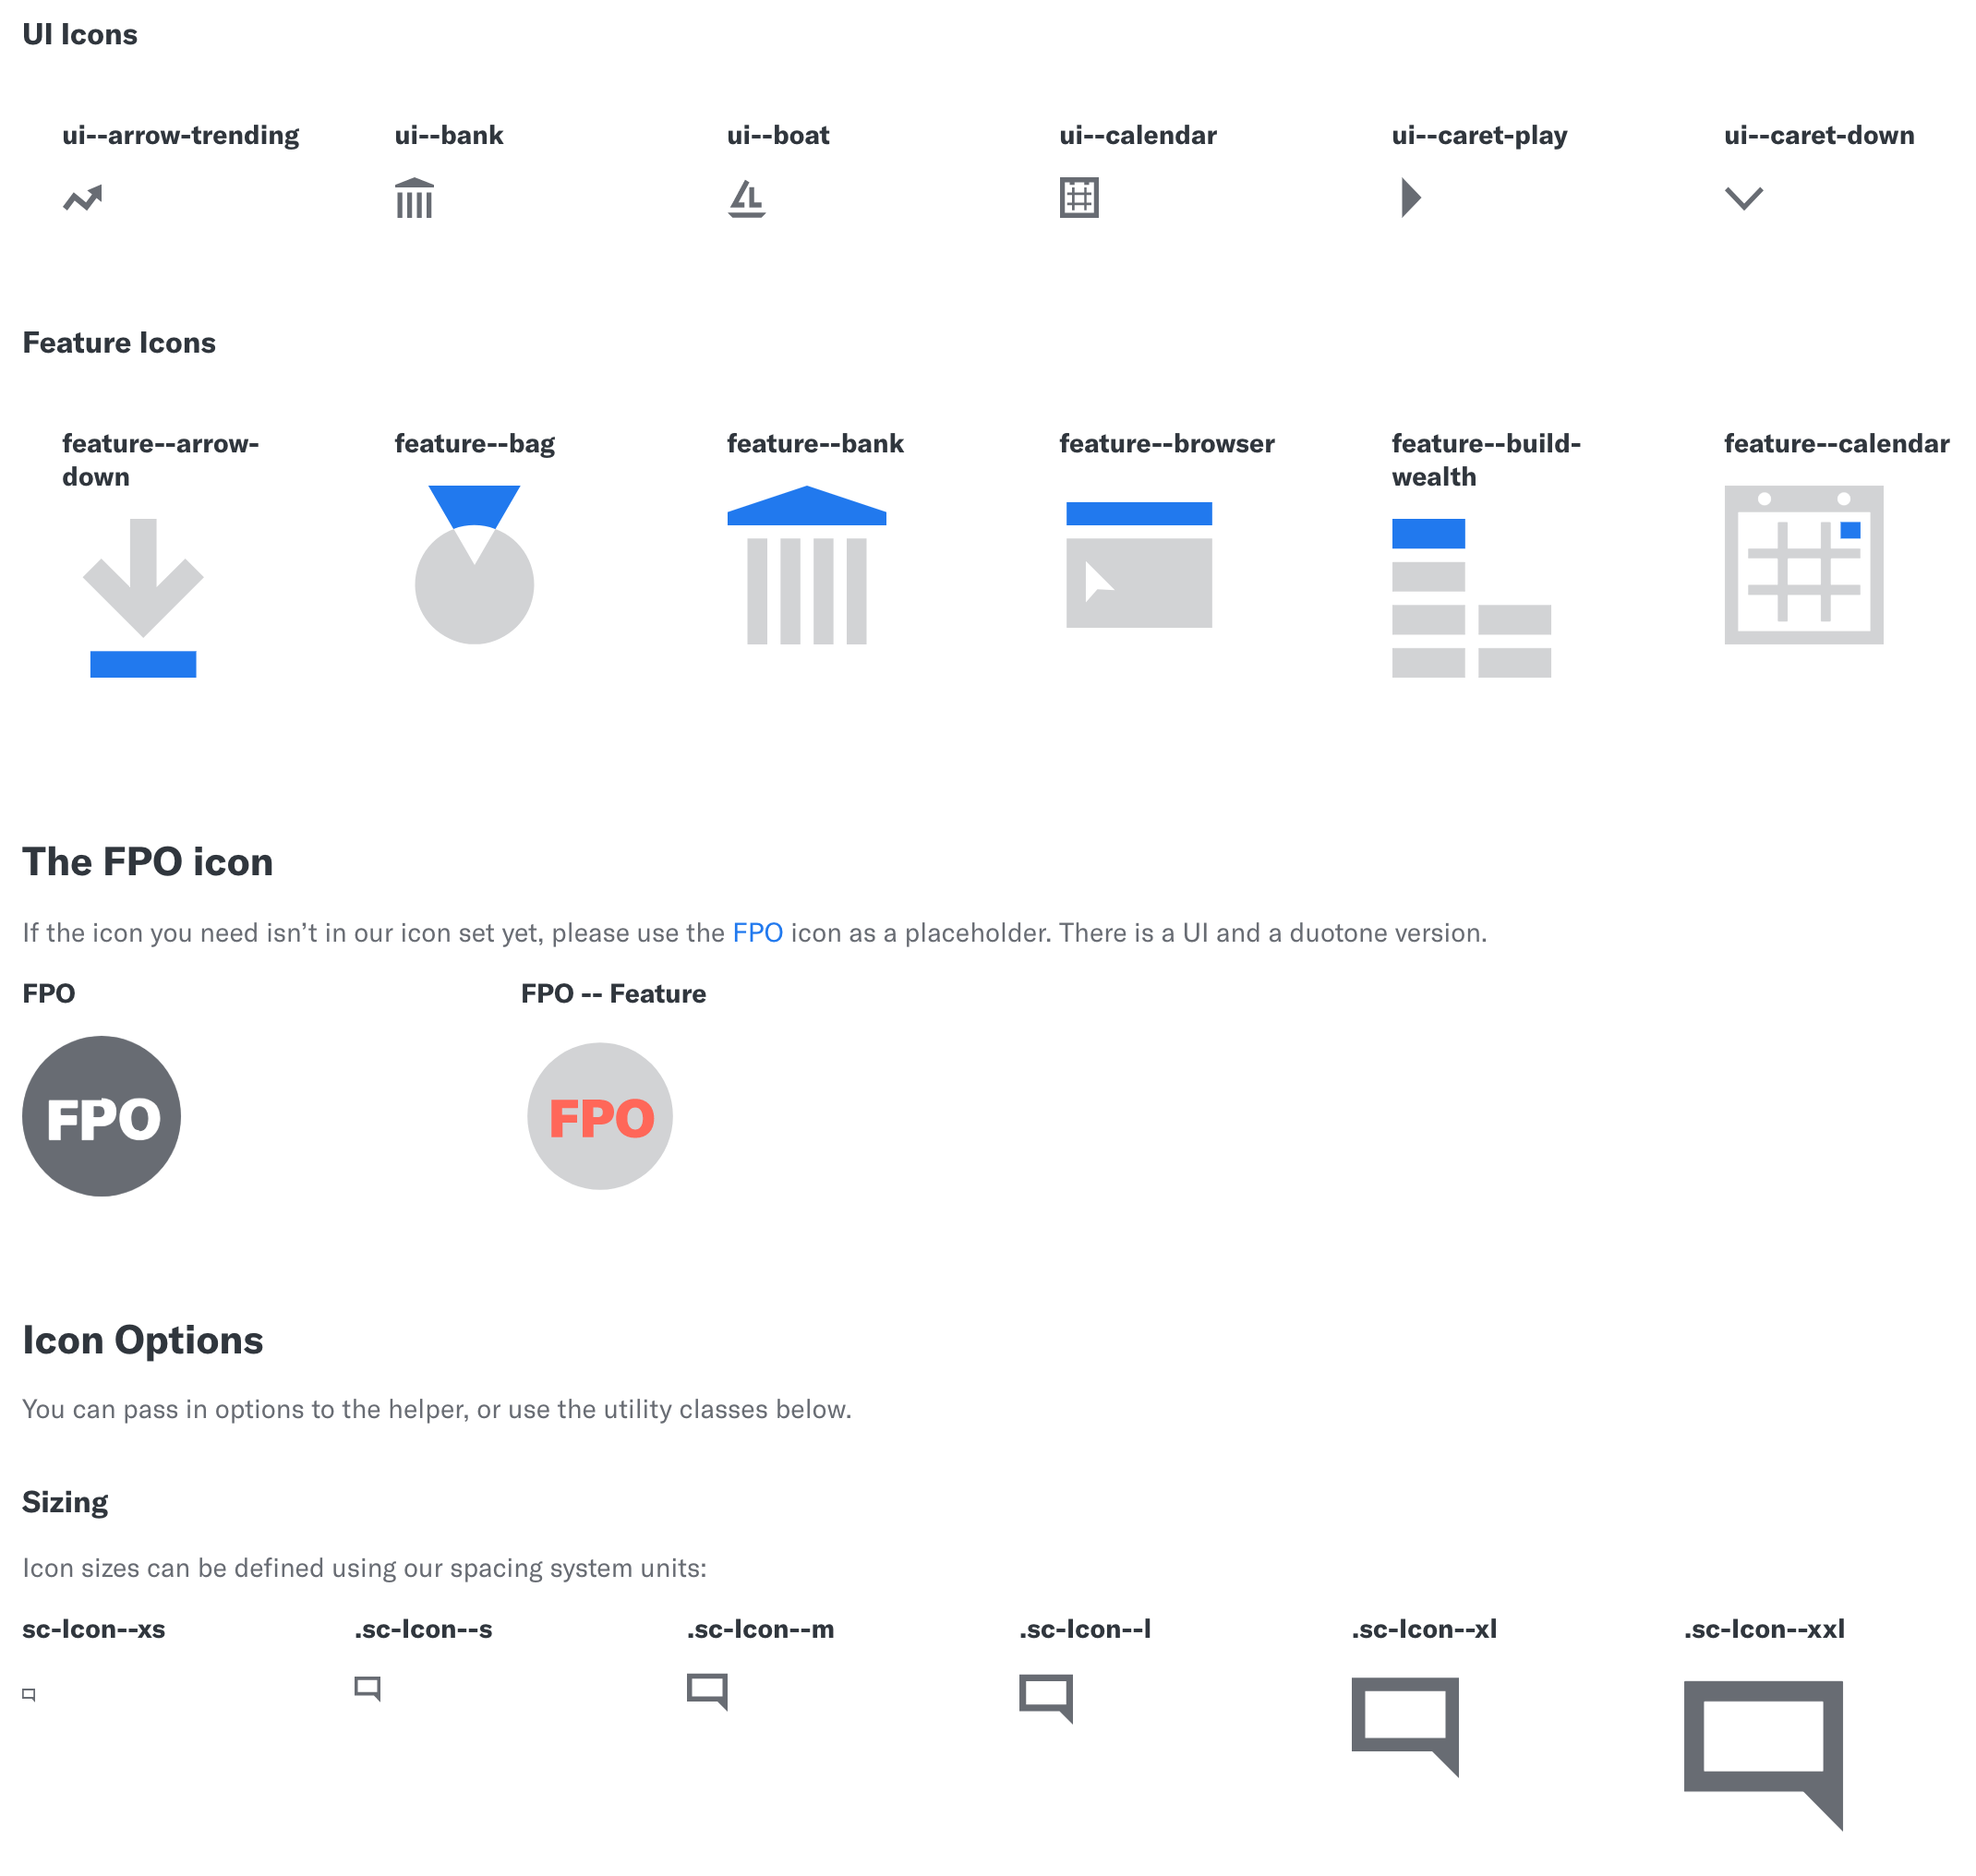 UI Icons
ui--arrow-trending
ui--bank
ui--boat
ui--calendar
ui--caret-play
ui--caret-down
Feature Icons
feature--arrow-
down
feature--bag
feature--bank
feature--browser
feature--build-
wealth
feature--calendar
The FPO icon
If the icon you need isn’t in our icon set yet, please use the FPO icon as a placeholder. There is a UI and a duotone version.
FPO
FPO -- Feature
FPO
FPO
Icon Options
You can pass in options to the helper, or use the utility classes below.
Sizing
Icon sizes can be defined using our spacing system units:
sc-Icon--xs
.sc-Icon--s
.sc-Icon--m
.sc-Icon--l
.sc-Icon--xl
.sc-Icon--xxl